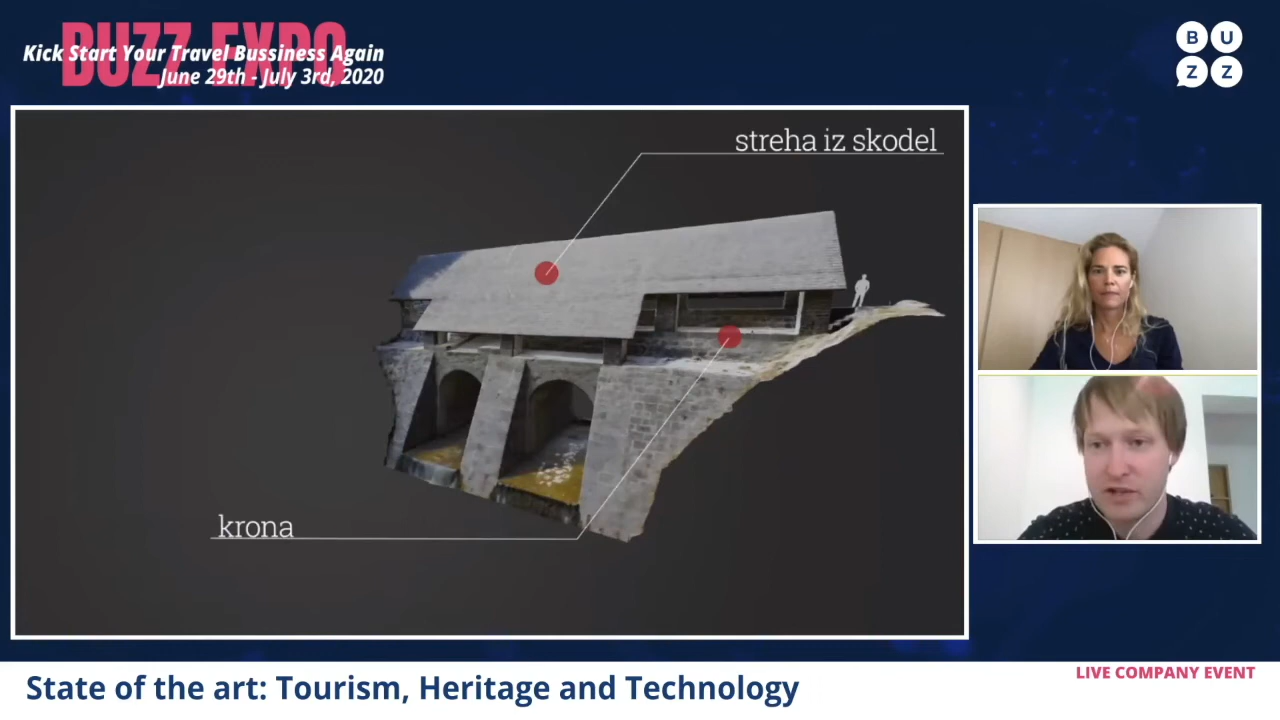 BUZZ EXPO
Kick Start Your Travel Bussiness Again
June 29th - July 3rd, 2020
B U
Z Z
streha iz skodel
krona
LIVE COMPANY EVENT
State of the art: Tourism, Heritage and Technology